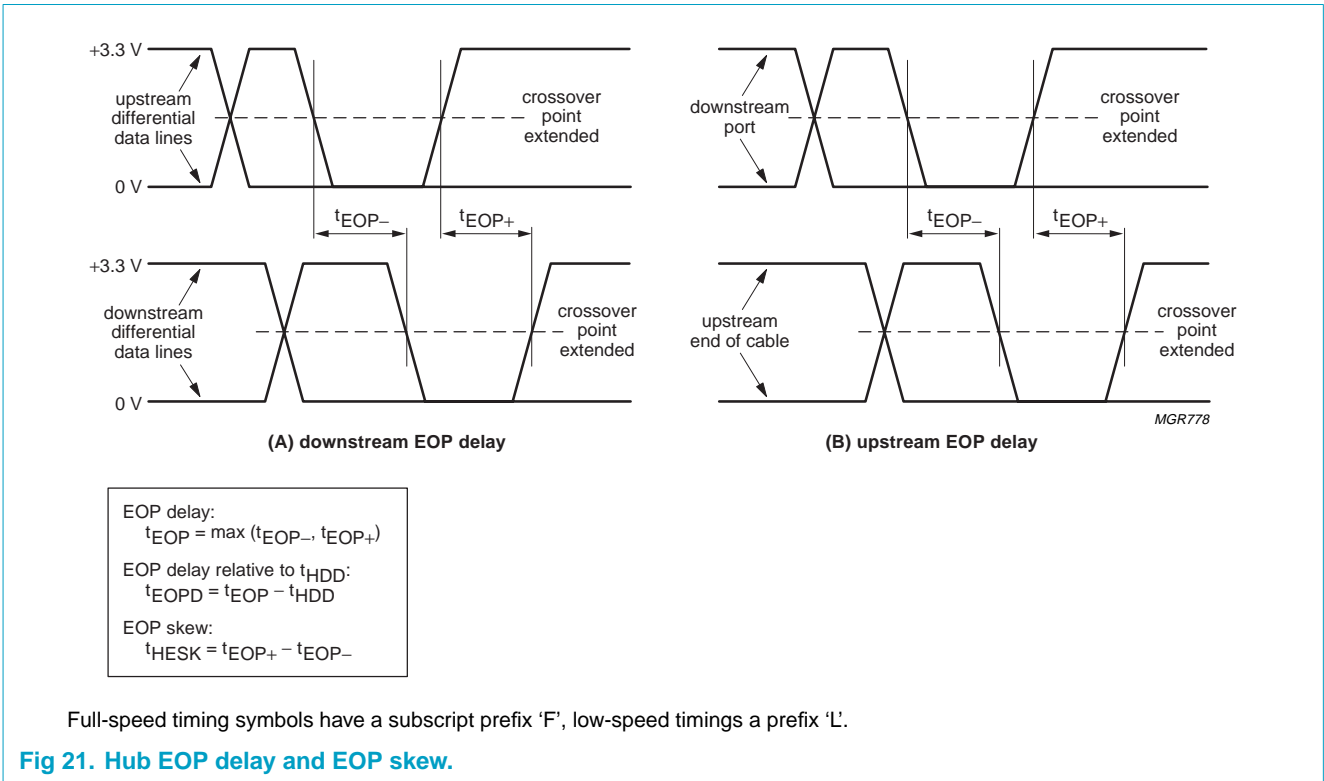 +3.3 V
upstream
differential
data lines
crossover
point
extended
0 V
tEOP−
tEOP+
+3.3 V
downstream
differential
data lines
crossover
point
extended
0 V
(A) downstream EOP delay
downstream
port
crossover
point
extended
tEOP−
tEOP+
upstream
end of cable
crossover
point
extended
MGR778
(B) upstream EOP delay
EOP delay:
tEOP = max (tEOP−, tEOP+)
EOP delay relative to tHDD:
tEOPD = tEOP − tHDD
EOP skew:
tHESK = tEOP+ − tEOP−
Full-speed timing symbols have a subscript prefix ‘F’, low-speed timings a prefix ‘L’.
Fig 21. Hub EOP delay and EOP skew.